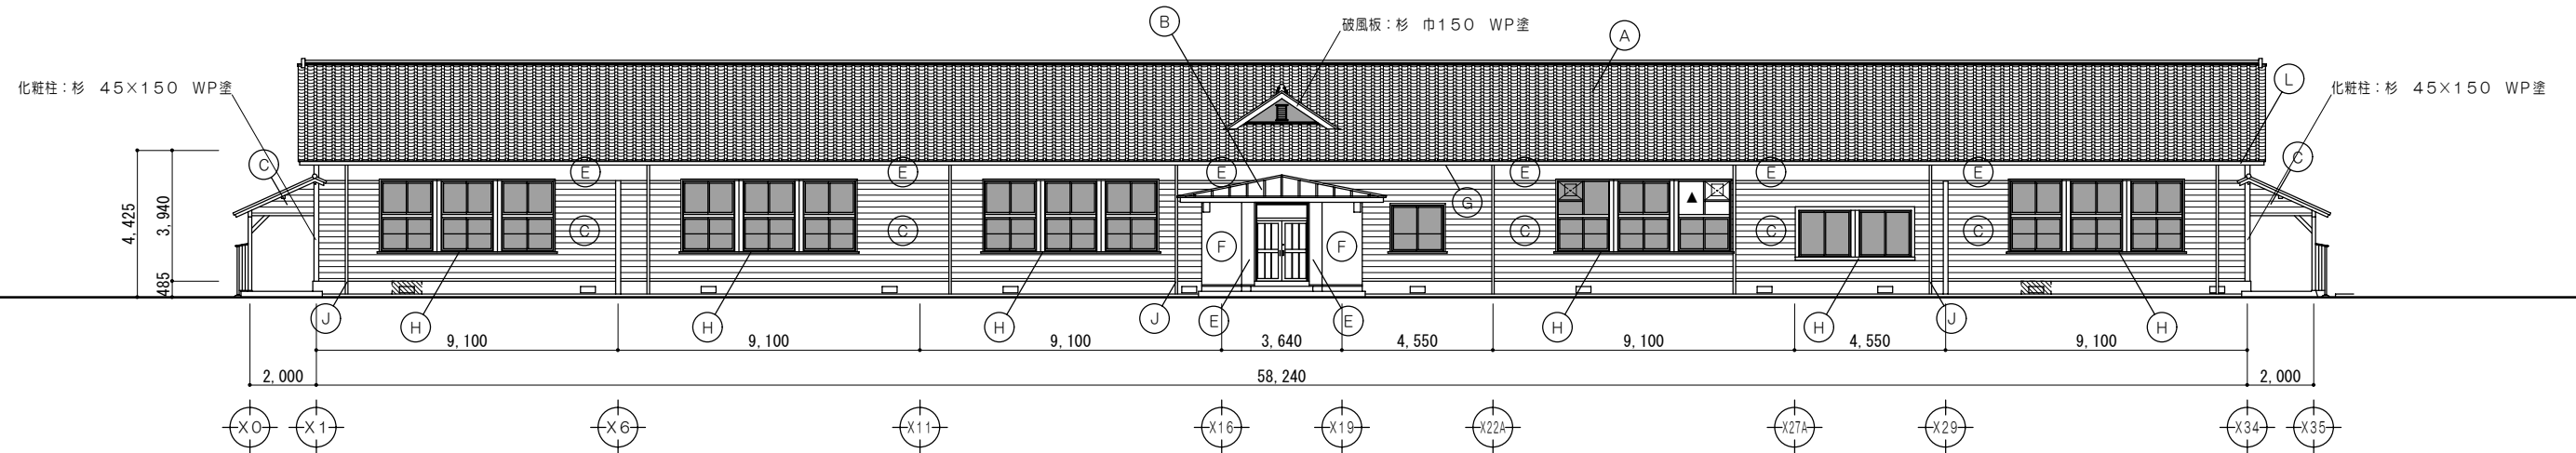 B
破風板：杉　巾１５０　ＷＰ塗
A
化粧柱：杉　４５×１５０　ＷＰ塗
L
化粧柱：杉　４５×１５０　ＷＰ塗
C
E
E
E
E
E
E
C
4,425
3,940
485
G
C
C
F
F
C
C
C
J
H
H
H
J
E
E
H
H
J
H
9,100
9,100
9,100
3,640
4,550
9,100
4,550
9,100
2,000
58,240
2,000
X0
X1
X6
X11
X16
X19
X22A
X27A
X29
X34
X35